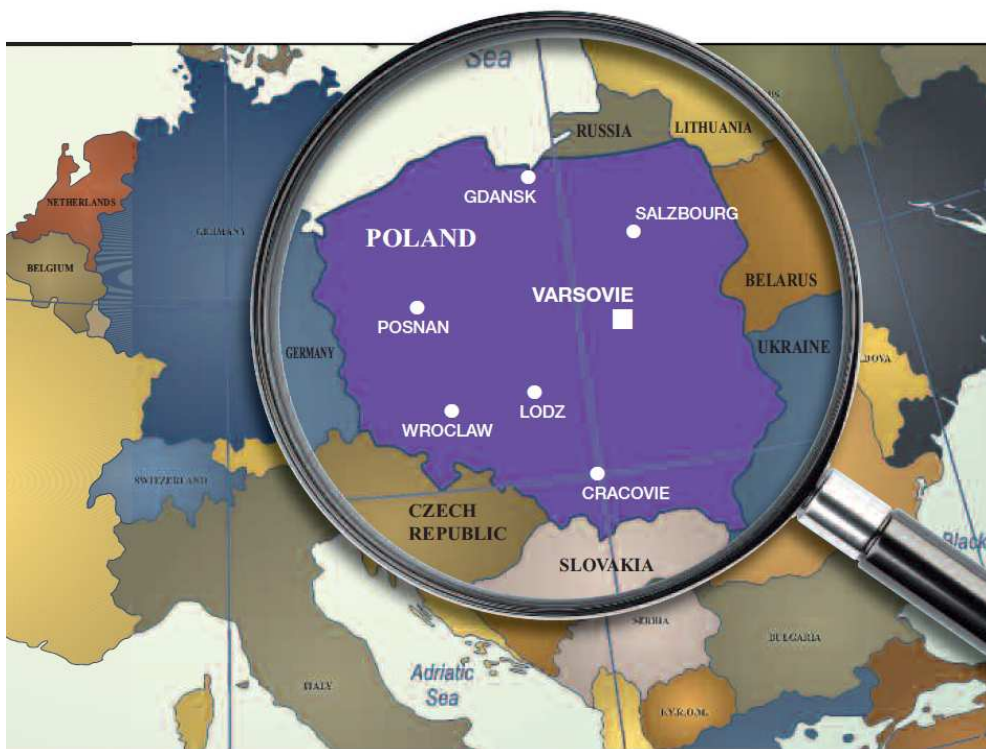 Sea
RUSSIA
LITHUANIA
GDANSK
SALZBOURG
NETHERLANDS
GERMANY
POLAND
BELGIUM
BELARUS
VARSOVIE
POSNAN
GERMANY
UKRAINE
LODZ
WROCLAW
SWITZERLAND
CRACOVIE
CZECH
REPUBLIC
Black
SLOVAKIA
SERBIA
BULGARIA
Adriatic
Sea
ITALY
F.Y.R.O.M.